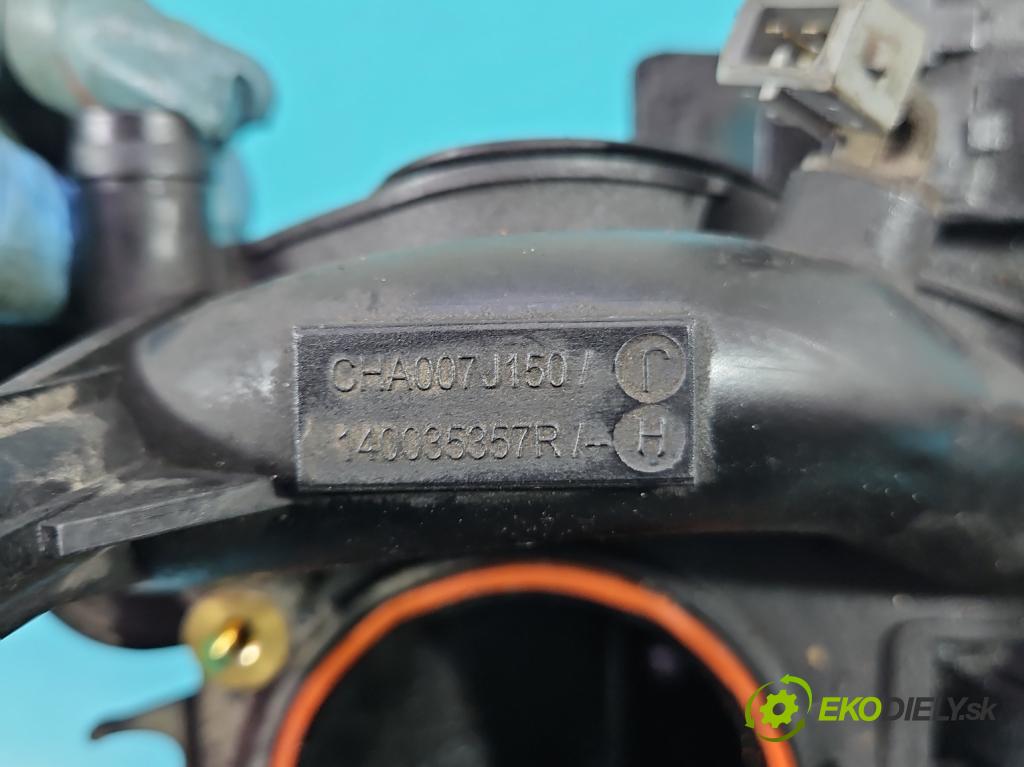 CHA007J150 / J
140035357R /- H
EKODIELY.sk